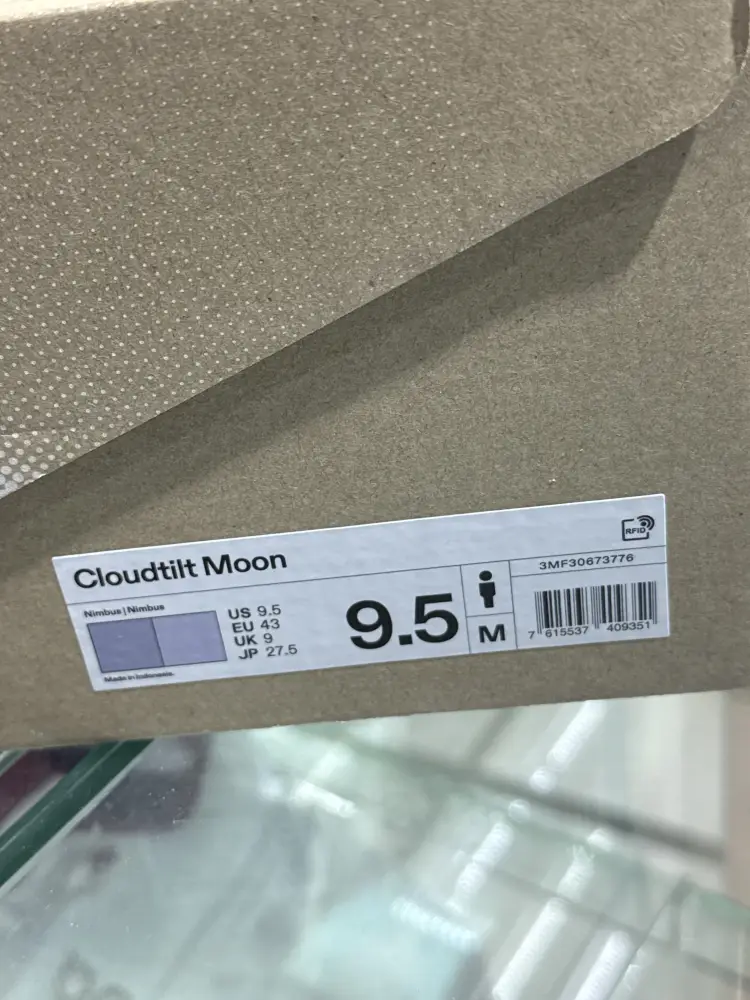 RFID
Cloudtilt Moon
3MF30673776
Nimbus | Nimbus
US 9.5
EU 43
UK 9
JP 27.5
9.5
M
7 615537 409351
Made in Indonesia.